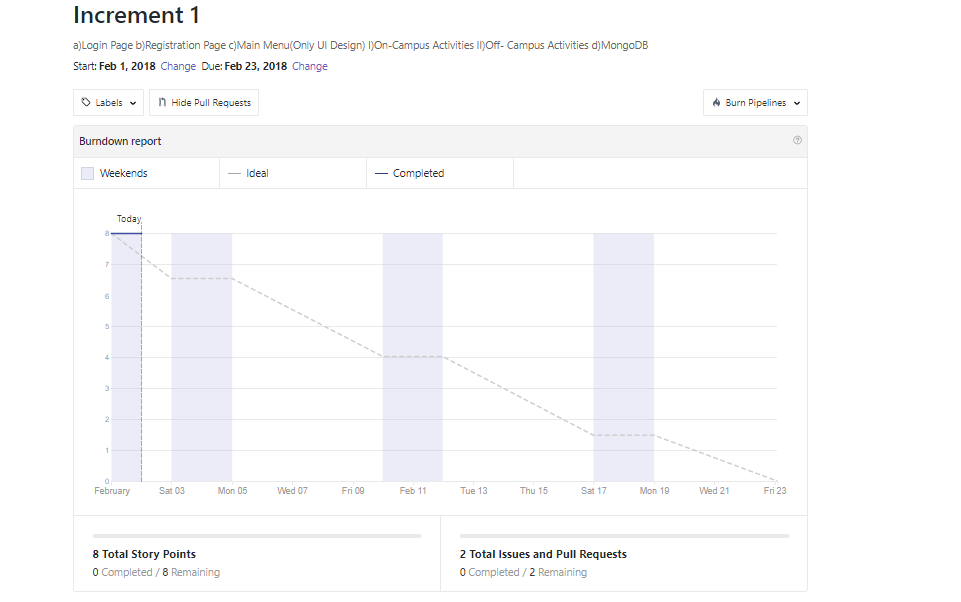 Increment 1
a)Login Page b)Registration Page c)Main Menu(Only UI Design) I)On-Campus Activities II)Off- Campus Activities d)MongoDB
Start: Feb 1, 2018 Change Due: Feb 23, 2018 Change
Labels Hide Pull Requests Burn Pipelines
Burndown report
Weekends Ideal Completed
Today
8
7
6
5
4
3
2
1
0
February Sat 03 Mon 05 Wed 07 Fri 09 Feb 11 Tue 13 Thu 15 Sat 17 Mon 19 Wed 21 Fri 23
8 Total Story Points
0 Completed / 8 Remaining
2 Total Issues and Pull Requests
0 Completed / 2 Remaining